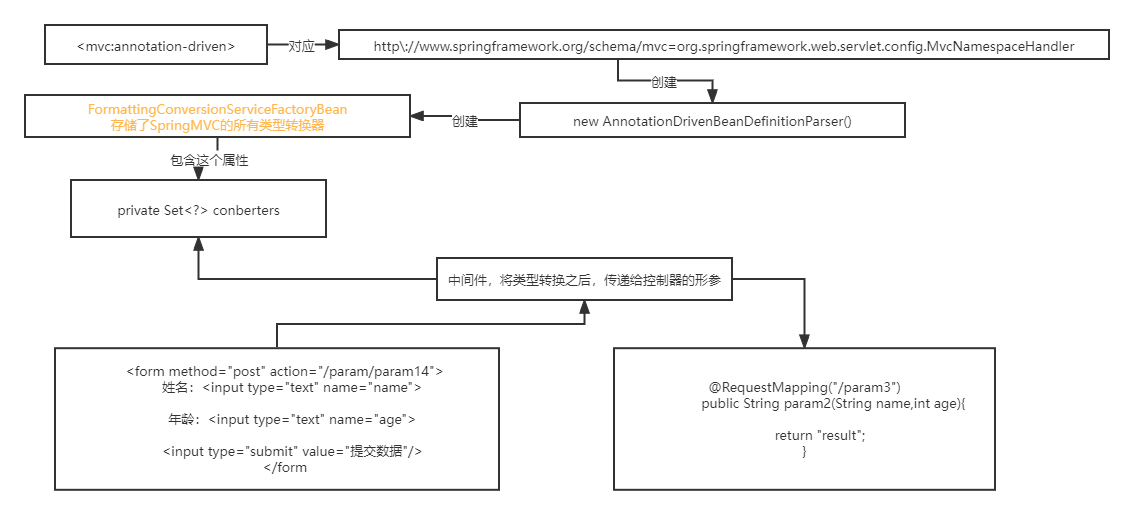 <mvc:annotation-driven>
对应
http\://www.springframework.org/schema/mvc=org.springframework.web.servlet.config.MvcNamespaceHandler
创建
FormattingConversionServiceFactoryBean
存储了SpringMVC的所有类型转换器
创建
new AnnotationDrivenBeanDefinitionParser()
包含这个属性
private Set<?> conberters
中间件，将类型转换之后，传递给控制器的形参
<form method="post" action="/param/param14">
姓名：<input type="text" name="name">
年龄：<input type="text" name="age">
<input type="submit" value="提交数据"/>
</form
@RequestMapping("/param3")
public String param2(String name,int age){
return "result";
}